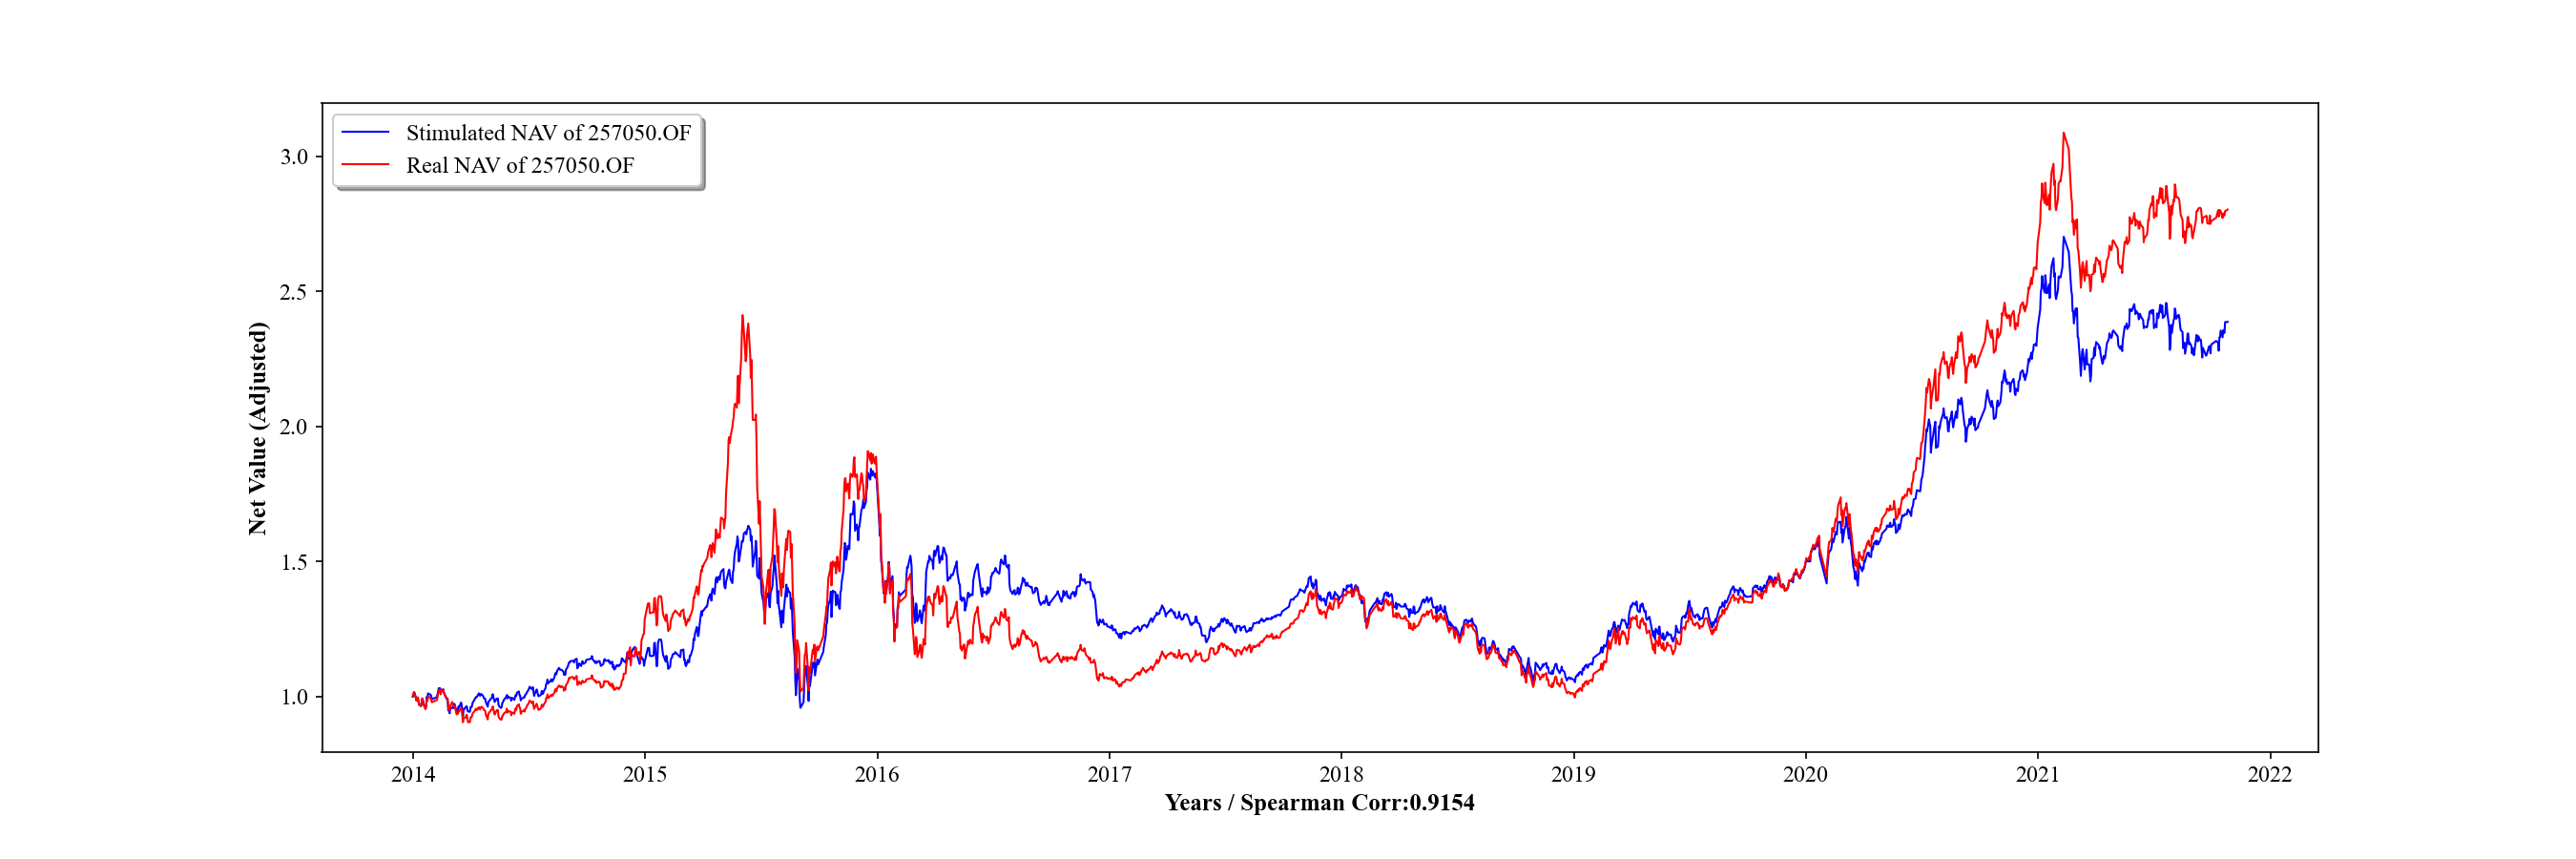 Stimulated NAV of 257050.OF
Real NAV of 257050.OF
3.0
2.5
2.0
1.5
1.0
Net Value (Adjusted)
2014 2015 2016 2017 2018 2019 2020 2021 2022
Years / Spearman Corr:0.9154